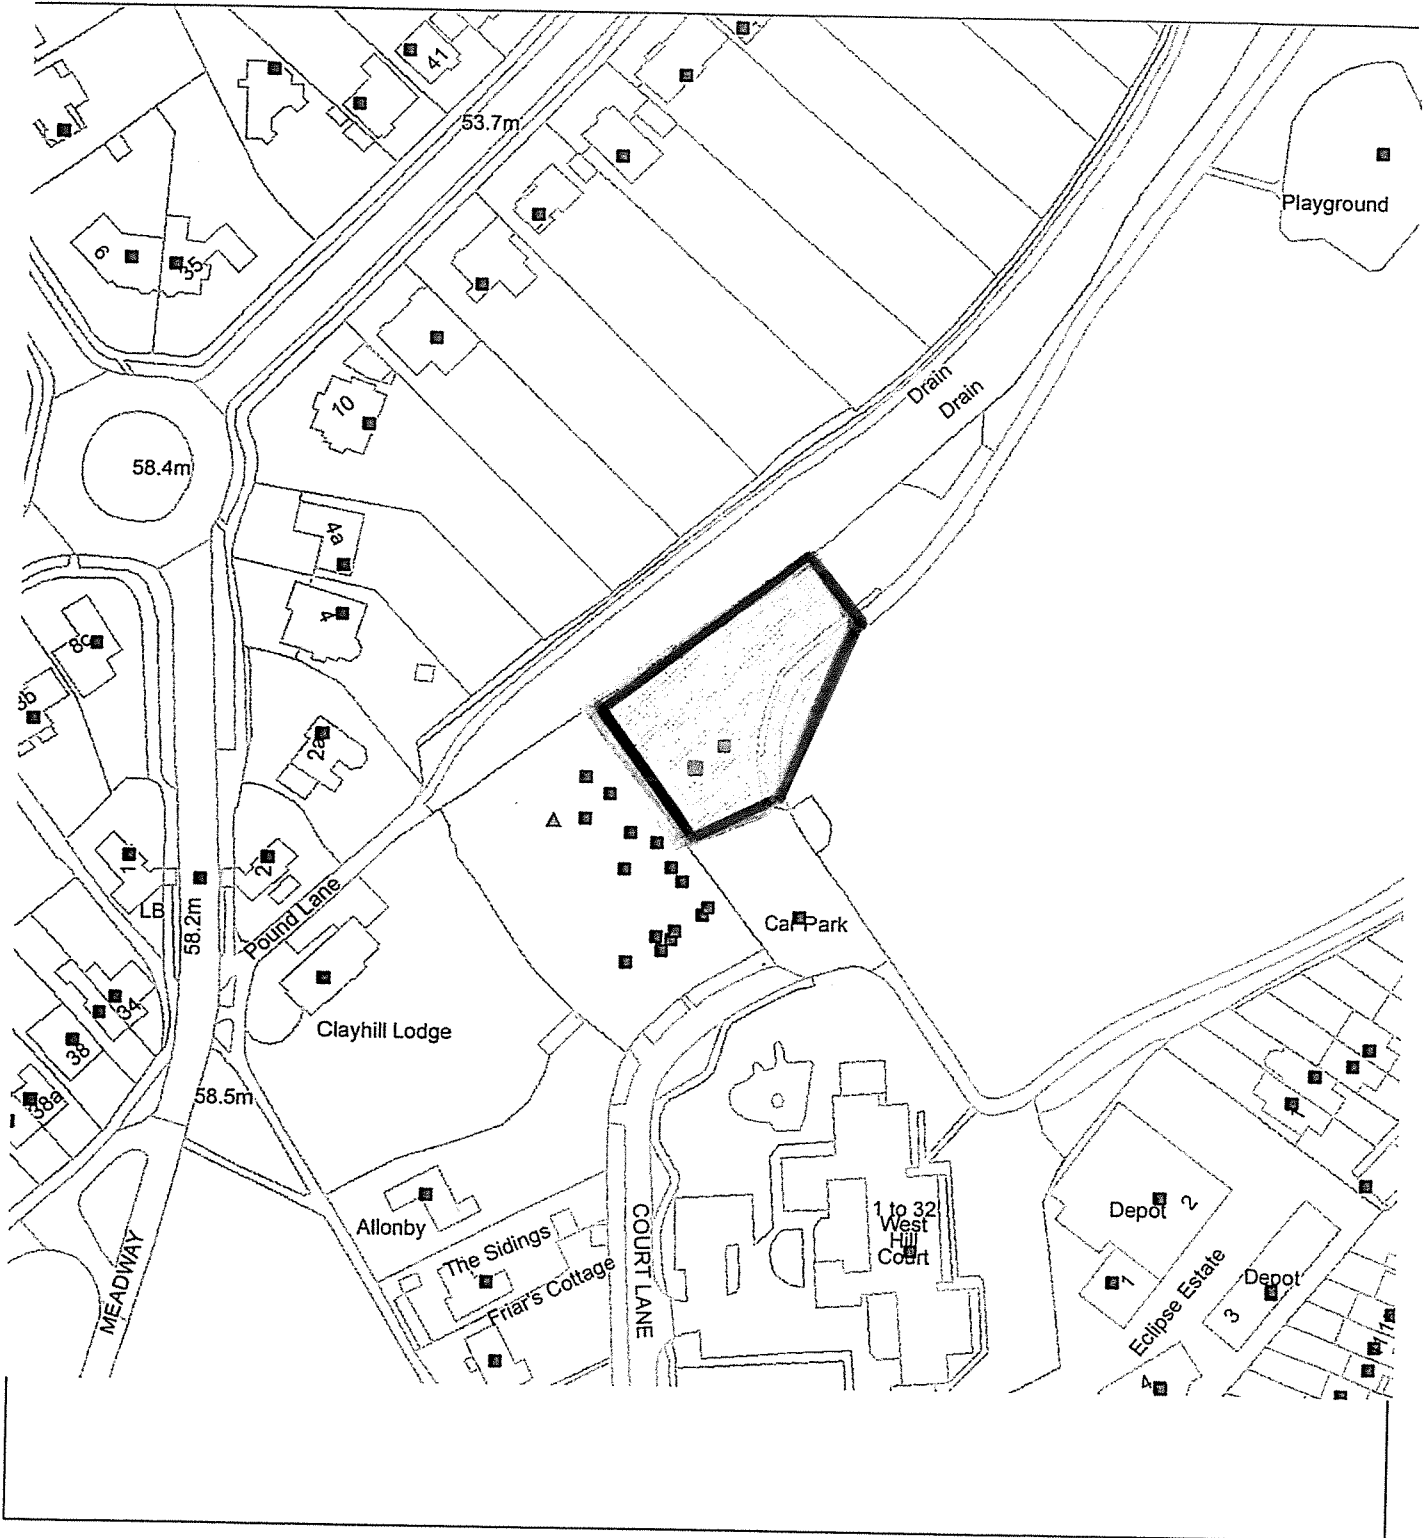 41
53.7m
Playground
6
35
Drain
Drain
10
58.4m
4a
4
8c
2a
1
2
LB
58.2m
Pound Lane
Car Park
34
Clayhill Lodge
38
38a
58.5m
1
Allonby
1 to 32
West
Hill
Court
Depot
2
The Sidings
COURT LANE
Friar's Cottage
1
Eclipse Estate
Depot
3
MEADWAY
4